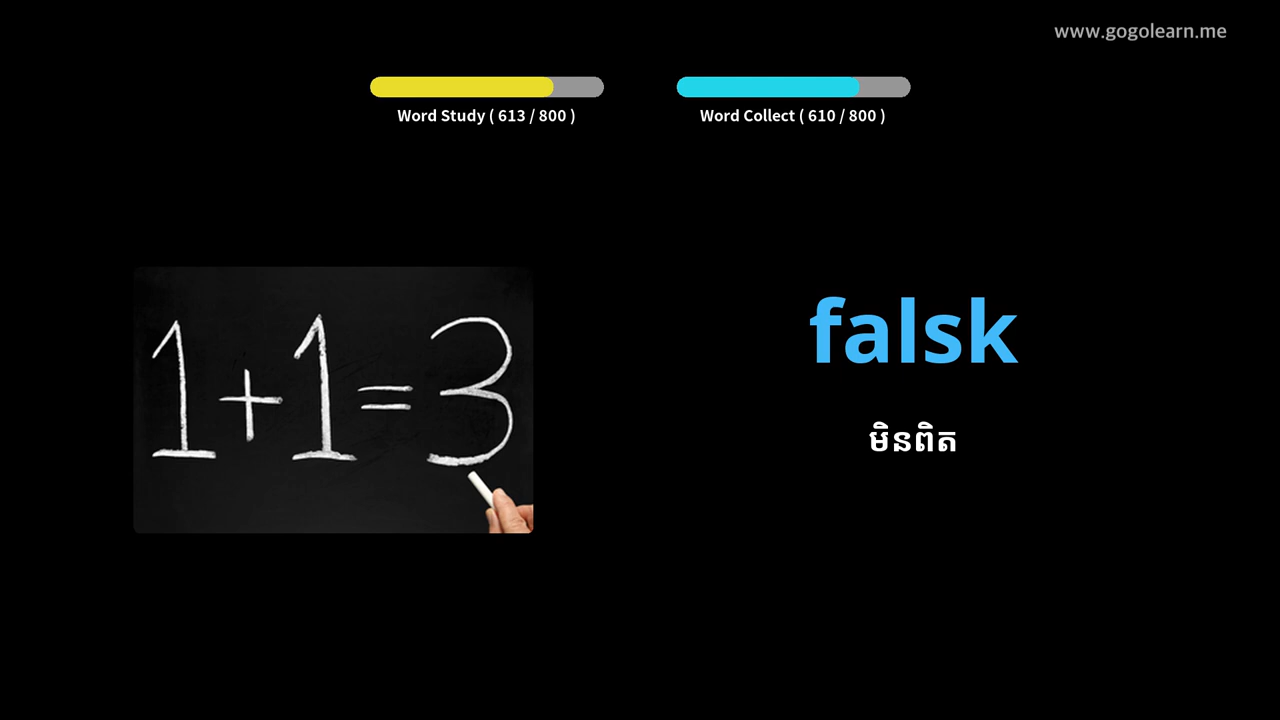 www.gogolearn.me
Word Study ( 613 / 800 )
Word Collect ( 610 / 800 )
1+1=3
falsk
មិនពិត